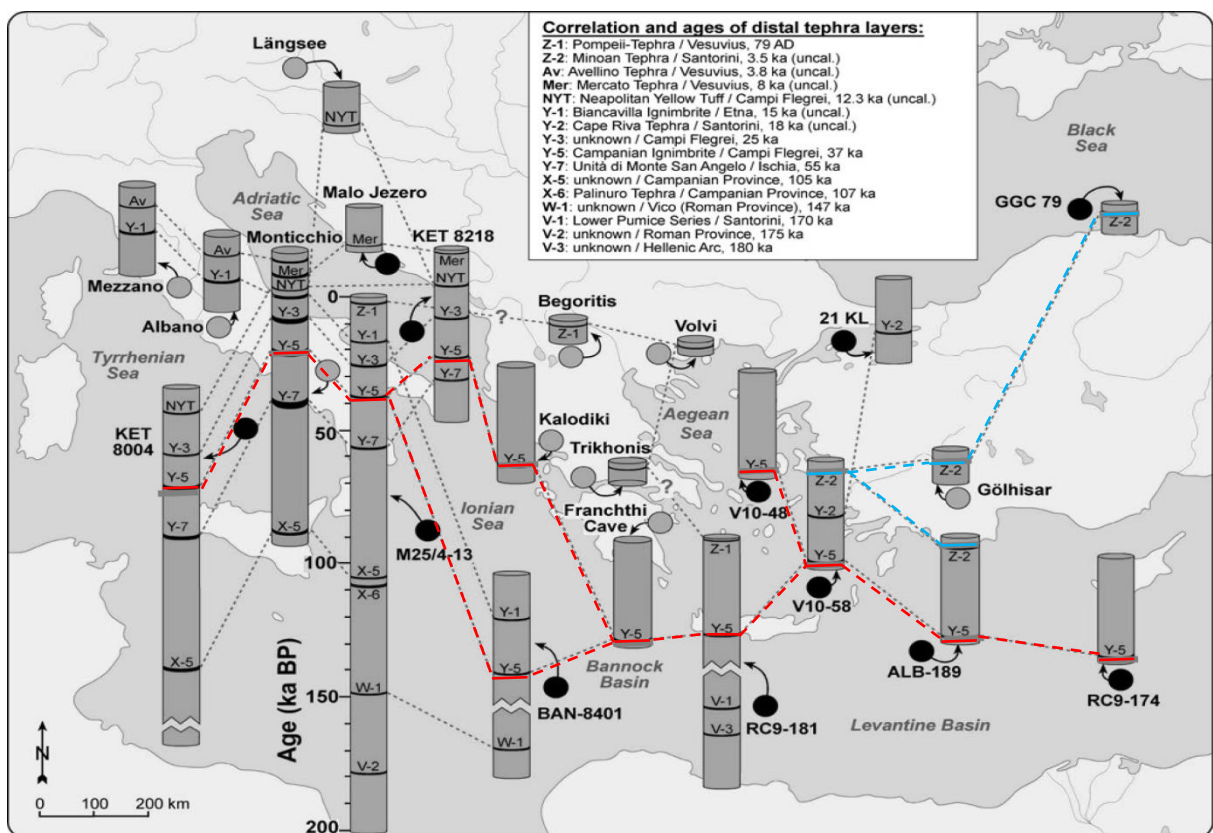 Correlation and ages of distal tephra layers:
Z-1: Pompeii-Tephra / Vesuvius, 79 AD
Z-2: Minoan Tephra / Santorini, 3.5 ka (uncal.)
Av: Avellino Tephra / Vesuvius, 3.8 ka (uncal.)
Mer: Mercato Tephra / Vesuvius, 8 ka (uncal.)
NYT: Neapolitan Yellow Tuff / Campi Flegrei, 12.3 ka (uncal.)
Y-1: Biancavilla Ignimbrite / Etna, 15 ka (uncal.)
Y-2: Cape Riva Tephra / Santorini, 18 ka (uncal.)
Y-3: unknown / Campi Flegrei, 25 ka
Y-5: Campanian Ignimbrite / Campi Flegrei, 37 ka
Y-7: Unità di Monte San Angelo / Ischia, 55 ka
X-5: unknown / Campanian Province, 105 ka
X-6: Palinuro Tephra / Campanian Province, 107 ka
W-1: unknown / Vico (Roman Province), 147 ka
V-1: Lower Pumice Series / Santorini, 170 ka
V-2: unknown / Roman Province, 175 ka
V-3: unknown / Hellenic Arc, 180 ka
Längsee
NYT
Black
Sea
GGC 79
Z-2
Adriatic
Sea
Malo Jezero
Mer
Av
Y-1
Mezzano
Av
Y-1
Albano
Monticchio
Mer
NYT
Y-3
Y-5
Y-7
X-5
KET 8218
Mer
NYT
Y-3
Y-5
Y-7
?
Begoritis
Z-1
Volvi
21 KL
Y-2
Tyrrhenian
Sea
KET
8004
NYT
Y-3
Y-5
Y-7
X-5
Age (ka BP)
0
50
100
150
200
Z-1
Y-1
Y-3
Y-5
Y-7
X-5
X-6
W-1
V-2
M25/4-13
Ionian
Sea
Kalodiki
Y-5
Aegean
Sea
Trikhonis
?
Franchthi
Cave
Y-5
V10-48
Y-5
Z-2
Y-2
Y-5
V10-58
Z-2
Gölhisar
Y-1
Y-5
W-1
BAN-8401
Bannock
Basin
Z-1
Y-5
V-1
V-3
RC9-181
Z-2
Y-5
ALB-189
Y-5
RC9-174
Levantine Basin
N
0 100 200 km